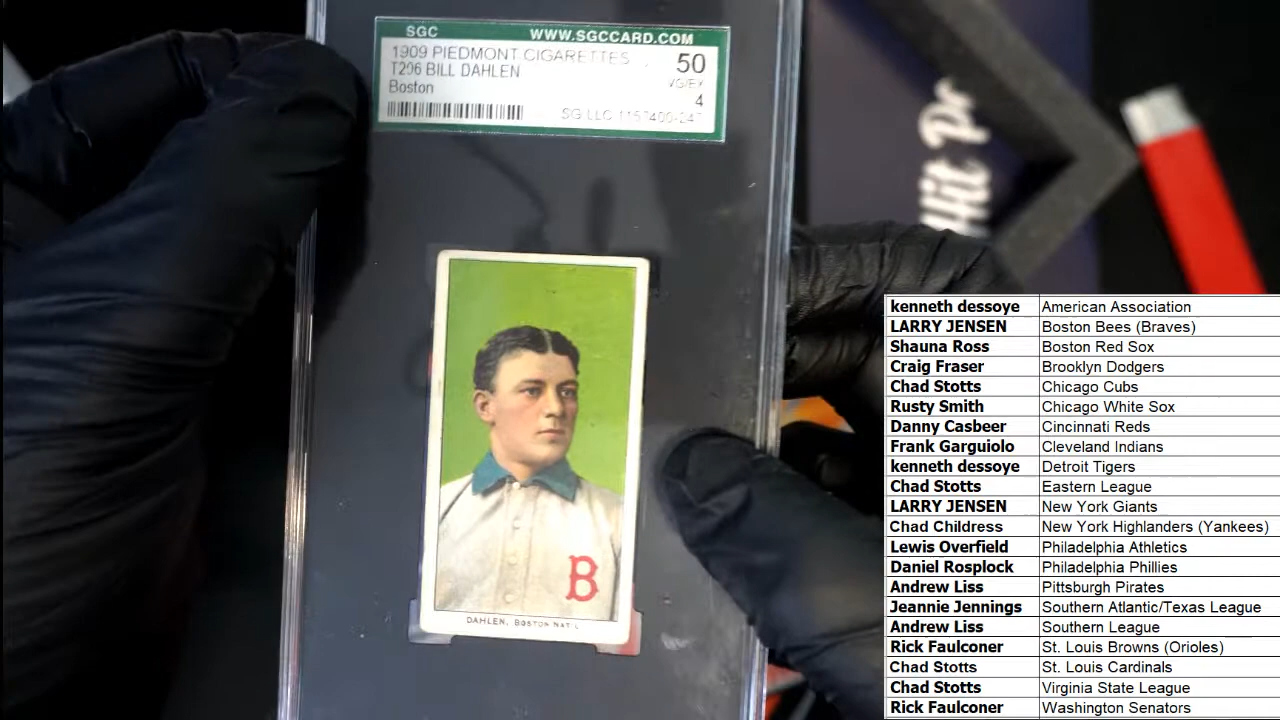 SGC WWW.SGCCARD.COM
1909 PIEDMONT CIGARETTES 50
T206 BILL DAHLEN VG/EX
Boston 4
SG LLC
B
DAHLEN, BOSTON NAT'L
Hit
kenneth dessoye American Association
LARRY JENSEN Boston Bees (Braves)
Shauna Ross Boston Red Sox
Craig Fraser Brooklyn Dodgers
Chad Stotts Chicago Cubs
Rusty Smith Chicago White Sox
Danny Casbeer Cincinnati Reds
Frank Garguiolo Cleveland Indians
kenneth dessoye Detroit Tigers
Chad Stotts Eastern League
LARRY JENSEN New York Giants
Chad Childress New York Highlanders (Yankees)
Lewis Overfield Philadelphia Athletics
Daniel Rosplock Philadelphia Phillies
Andrew Liss Pittsburgh Pirates
Jeannie Jennings Southern Atlantic/Texas League
Andrew Liss Southern League
Rick Faulconer St. Louis Browns (Orioles)
Chad Stotts St. Louis Cardinals
Chad Stotts Virginia State League
Rick Faulconer Washington Senators